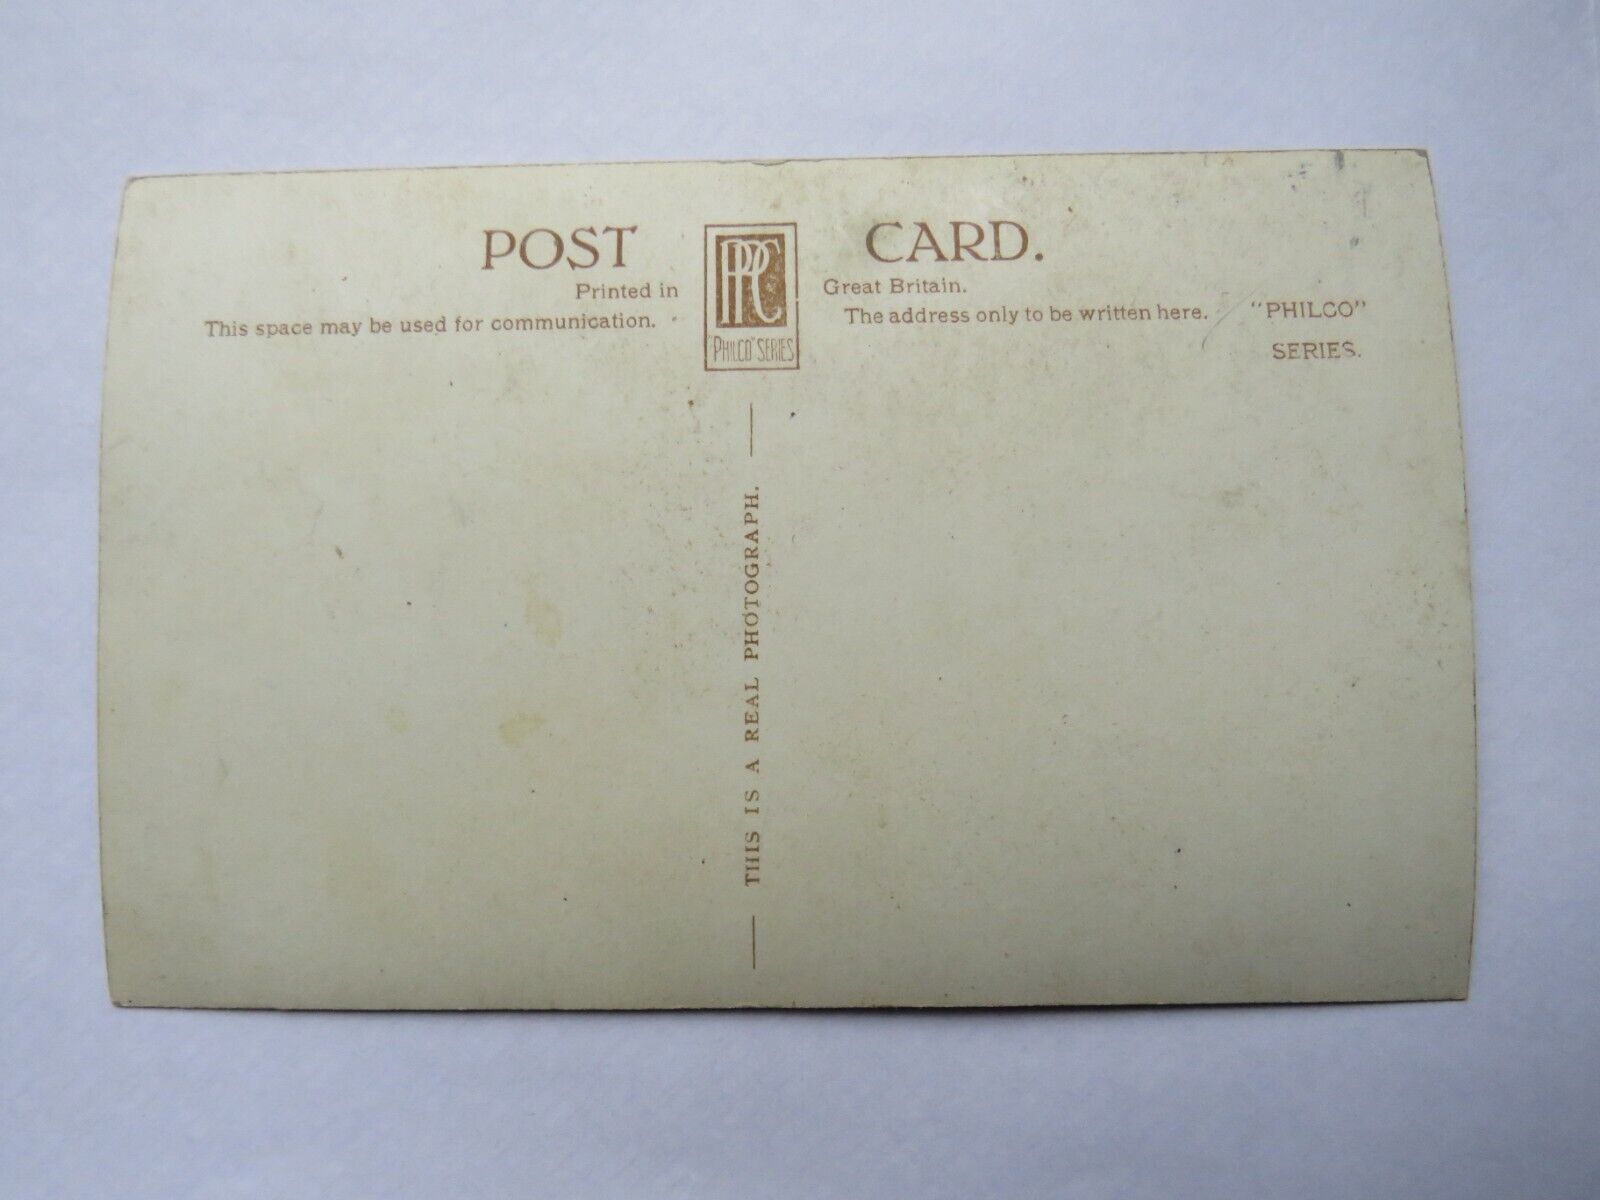 POST CARD.
Printed in Great Britain.
This space may be used for communication.
The address only to be written here.
"PHILCO"
SERIES.
PPC
"PHILCO" SERIES
THIS IS A REAL PHOTOGRAPH.